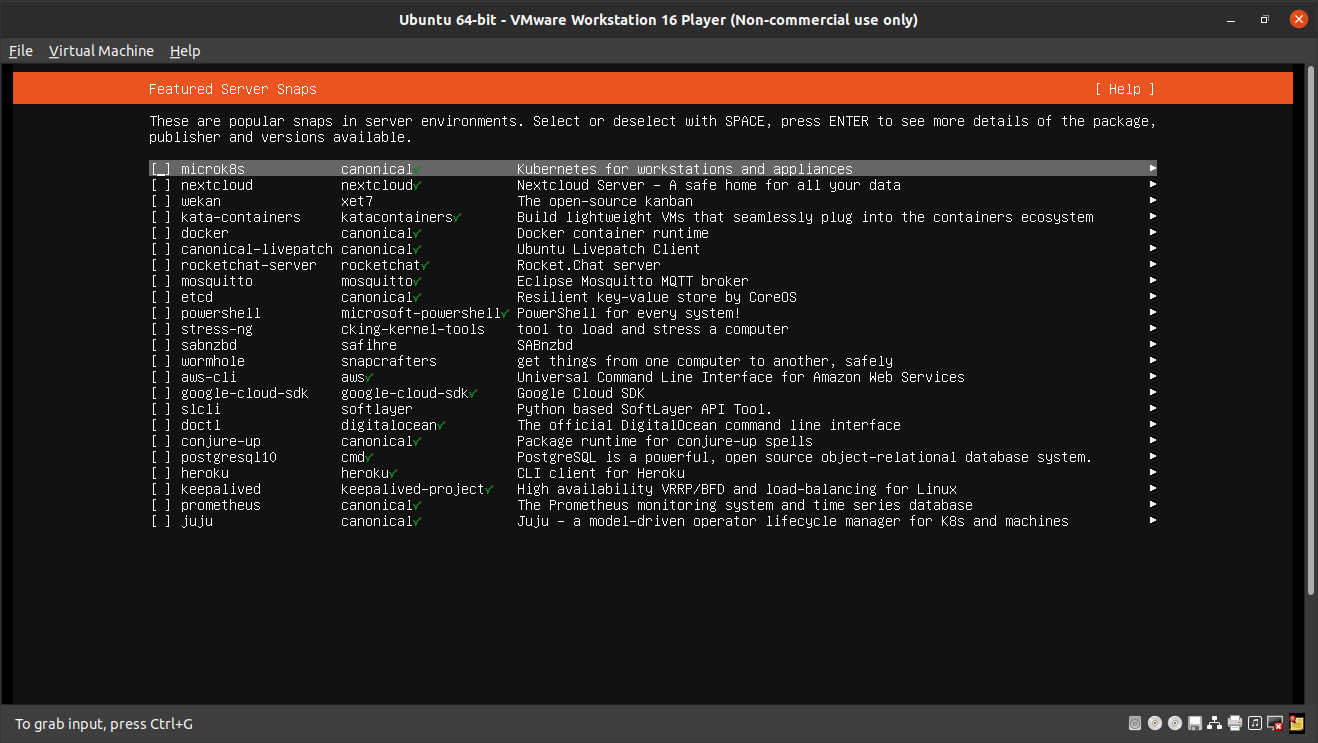 Ubuntu 64-bit - VMware Workstation 16 Player (Non-commercial use only)
File Virtual Machine Help
Featured Server Snaps [ Help ]
These are popular snaps in server environments. Select or deselect with SPACE, press ENTER to see more details of the package,
publisher and versions available.
[_] microk8s canonical✓ Kubernetes for workstations and appliances ▸
[ ] nextcloud nextcloud✓ Nextcloud Server – A safe home for all your data ▸
[ ] wekan xet7 The open-source kanban ▸
[ ] kata-containers katacontainers✓ Build lightweight VMs that seamlessly plug into the containers ecosystem ▸
[ ] docker canonical✓ Docker container runtime ▸
[ ] canonical-livepatch canonical✓ Ubuntu Livepatch Client ▸
[ ] rocketchat-server rocketchat✓ Rocket.Chat server ▸
[ ] mosquitto mosquitto✓ Eclipse Mosquitto MQTT broker ▸
[ ] etcd canonical✓ Resilient key-value store by CoreOS ▸
[ ] powershell microsoft-powershell✓ PowerShell for every system! ▸
[ ] stress-ng cking-kernel-tools tool to load and stress a computer ▸
[ ] sabnzbd safihre SABnzbd ▸
[ ] wormhole snapcrafters get things from one computer to another, safely ▸
[ ] aws-cli aws✓ Universal Command Line Interface for Amazon Web Services ▸
[ ] google-cloud-sdk google-cloud-sdk✓ Google Cloud SDK ▸
[ ] slcli softlayer Python based SoftLayer API Tool. ▸
[ ] doctl digitalocean✓ The official DigitalOcean command line interface ▸
[ ] conjure-up canonical✓ Package runtime for conjure-up spells ▸
[ ] postgresql10 cmd✓ PostgreSQL is a powerful, open source object-relational database system. ▸
[ ] heroku heroku✓ CLI client for Heroku ▸
[ ] keepalived keepalived-project✓ High availability VRRP/BFD and load-balancing for Linux ▸
[ ] prometheus canonical✓ The Prometheus monitoring system and time series database ▸
[ ] juju canonical✓ Juju – a model-driven operator lifecycle manager for K8s and machines ▸
To grab input, press Ctrl+G